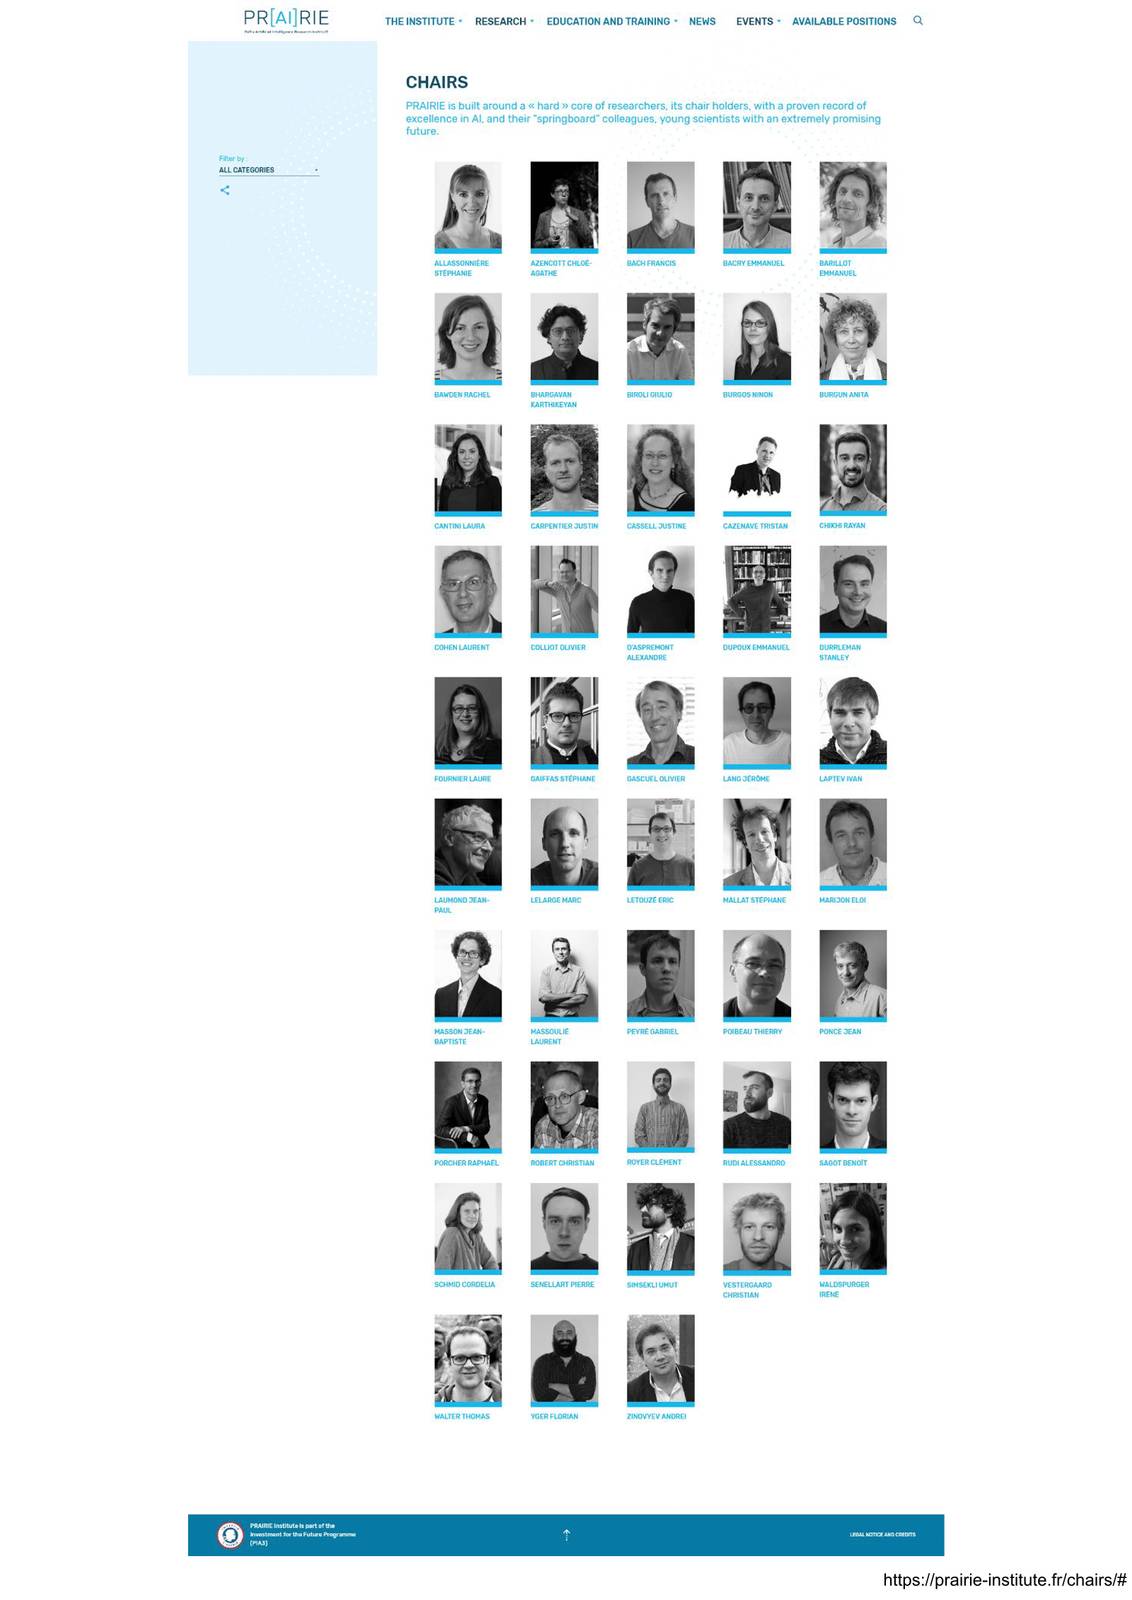 PR[AI]RIE
PaRis Artificial Intelligence Research InstitutE
THE INSTITUTE
RESEARCH
EDUCATION AND TRAINING
NEWS
EVENTS
AVAILABLE POSITIONS
CHAIRS
PRAIRIE is built around a « hard » core of researchers, its chair holders, with a proven record of
excellence in AI, and their “springboard” colleagues, young scientists with an extremely promising
future.
Filter by :
ALL CATEGORIES
ALLASSONNIÈRE
STÉPHANIE
AZENCOTT CHLOÉ-
AGATHE
BACH FRANCIS
BACRY EMMANUEL
BARILLOT
EMMANUEL
BAWDEN RACHEL
BHARGAVAN
KARTHIKEYAN
BIROLI GIULIO
BURGOS NINON
BURGUN ANITA
CANTINI LAURA
CARPENTIER JUSTIN
CASSELL JUSTINE
CAZENAVE TRISTAN
CHIKHI RAYAN
COHEN LAURENT
COLLIOT OLIVIER
D'ASPREMONT
ALEXANDRE
DUPOUX EMMANUEL
DURRLEMAN
STANLEY
FOURNIER LAURE
GAIFFAS STÉPHANE
GASCUEL OLIVIER
LANG JÉRÔME
LAPTEV IVAN
LAUMOND JEAN-
PAUL
LELARGE MARC
LETOUZÉ ERIC
MALLAT STÉPHANE
MARIJON ELOI
MASSON JEAN-
BAPTISTE
MASSOULIÉ
LAURENT
PEYRÉ GABRIEL
POIBEAU THIERRY
PONCE JEAN
PORCHER RAPHAËL
ROBERT CHRISTIAN
ROYER CLÉMENT
RUDI ALESSANDRO
SAGOT BENOÎT
SCHMID CORDELIA
SENELLART PIERRE
SIMSEKLI UMUT
VESTERGAARD
CHRISTIAN
WALDSPURGER
IRÈNE
WALTER THOMAS
YGER FLORIAN
ZINOVYEV ANDREI
PRAIRIE Institute is part of the
Investment for the Future Programme
(PIA3)
LEGAL NOTICE AND CREDITS
https://prairie-institute.fr/chairs/#